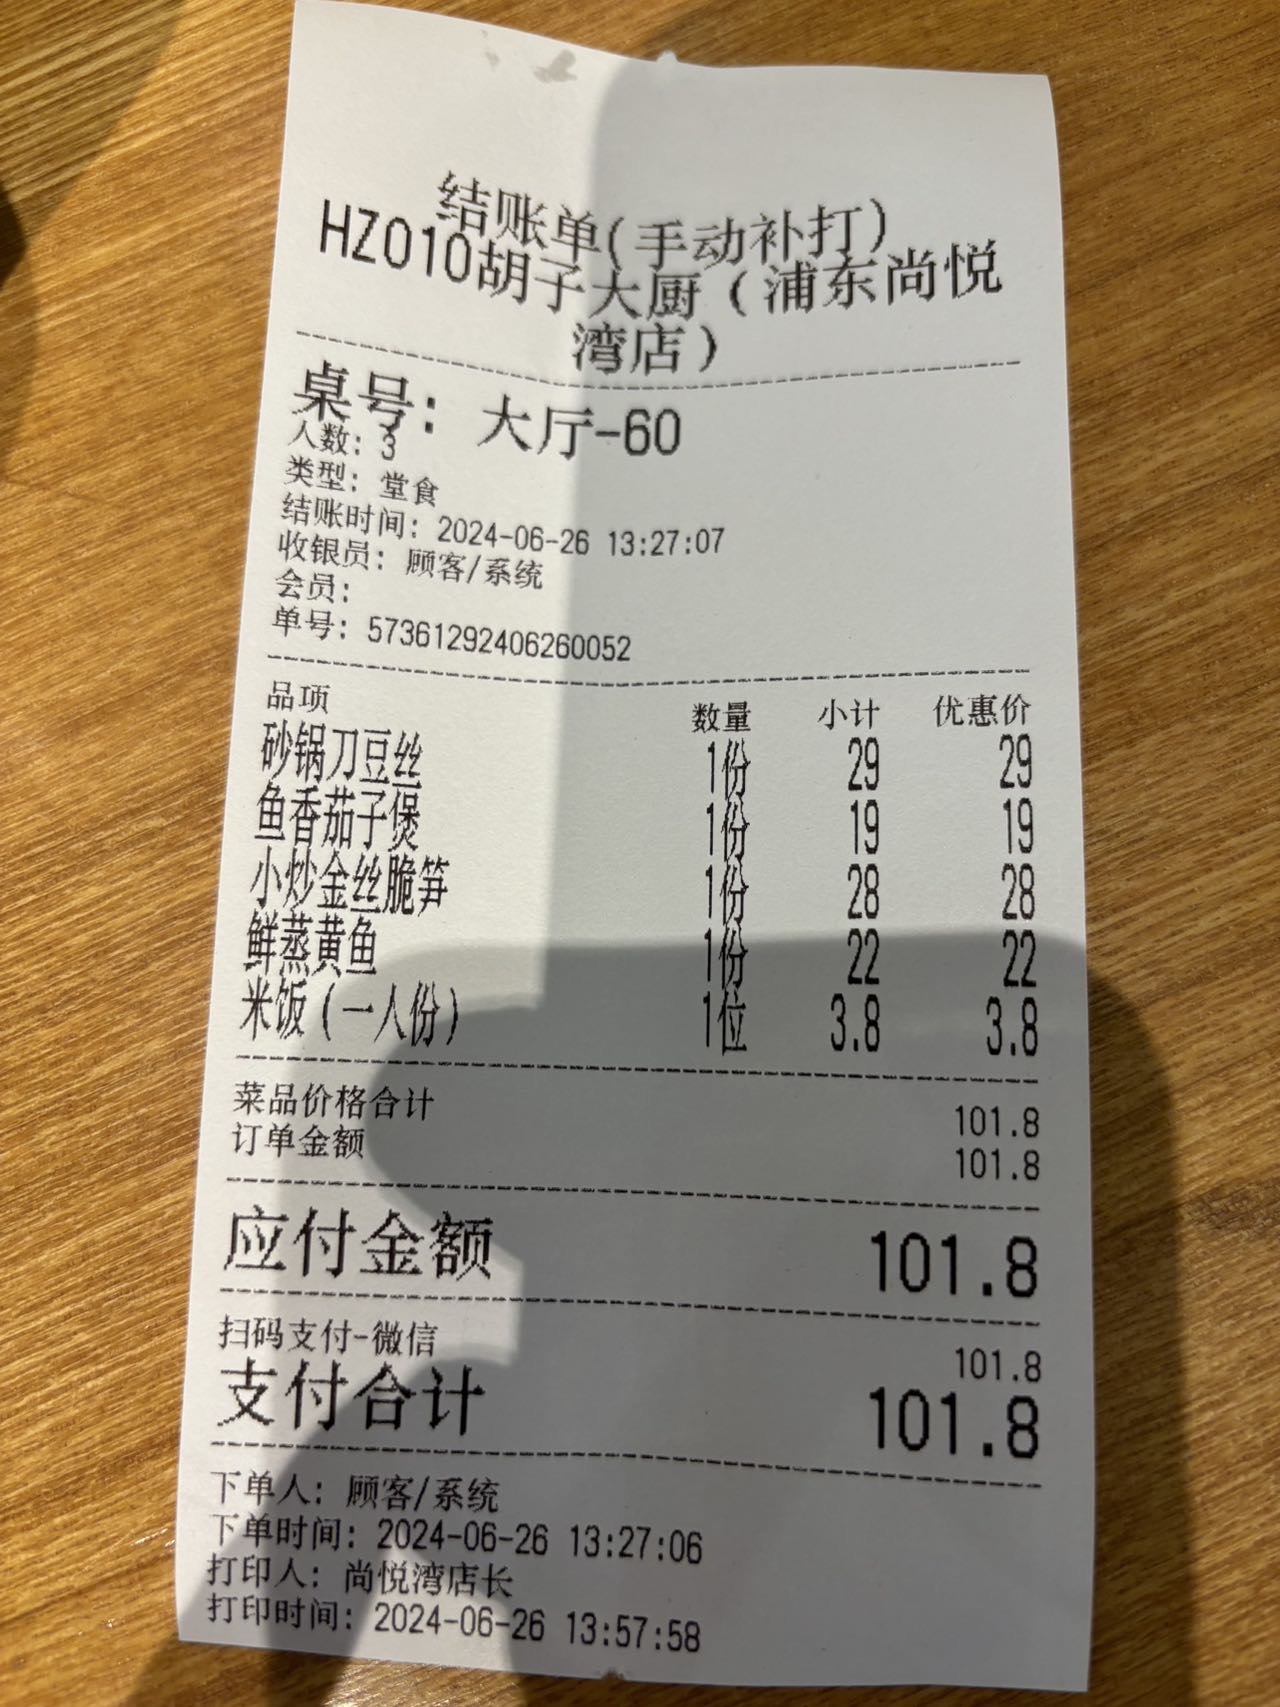 结账单(手动补打)
HZ010胡子大厨（浦东尚悦
湾店）
桌号: 大厅-60
人数: 3
类型: 堂食
结账时间: 2024-06-26 13:27:07
收银员: 顾客/系统
会员:
单号: 57361292406260052
品项 数量 小计 优惠价
砂锅刀豆丝 1份 29 29
鱼香茄子煲 1份 19 19
小炒金丝脆笋 1份 28 28
鲜蒸黄鱼 1份 22 22
米饭（一人份） 1位 3.8 3.8
菜品价格合计 101.8
订单金额 101.8
应付金额 101.8
扫码支付-微信 101.8
支付合计 101.8
下单人: 顾客/系统
下单时间: 2024-06-26 13:27:06
打印人: 尚悦湾店长
打印时间: 2024-06-26 13:57:58